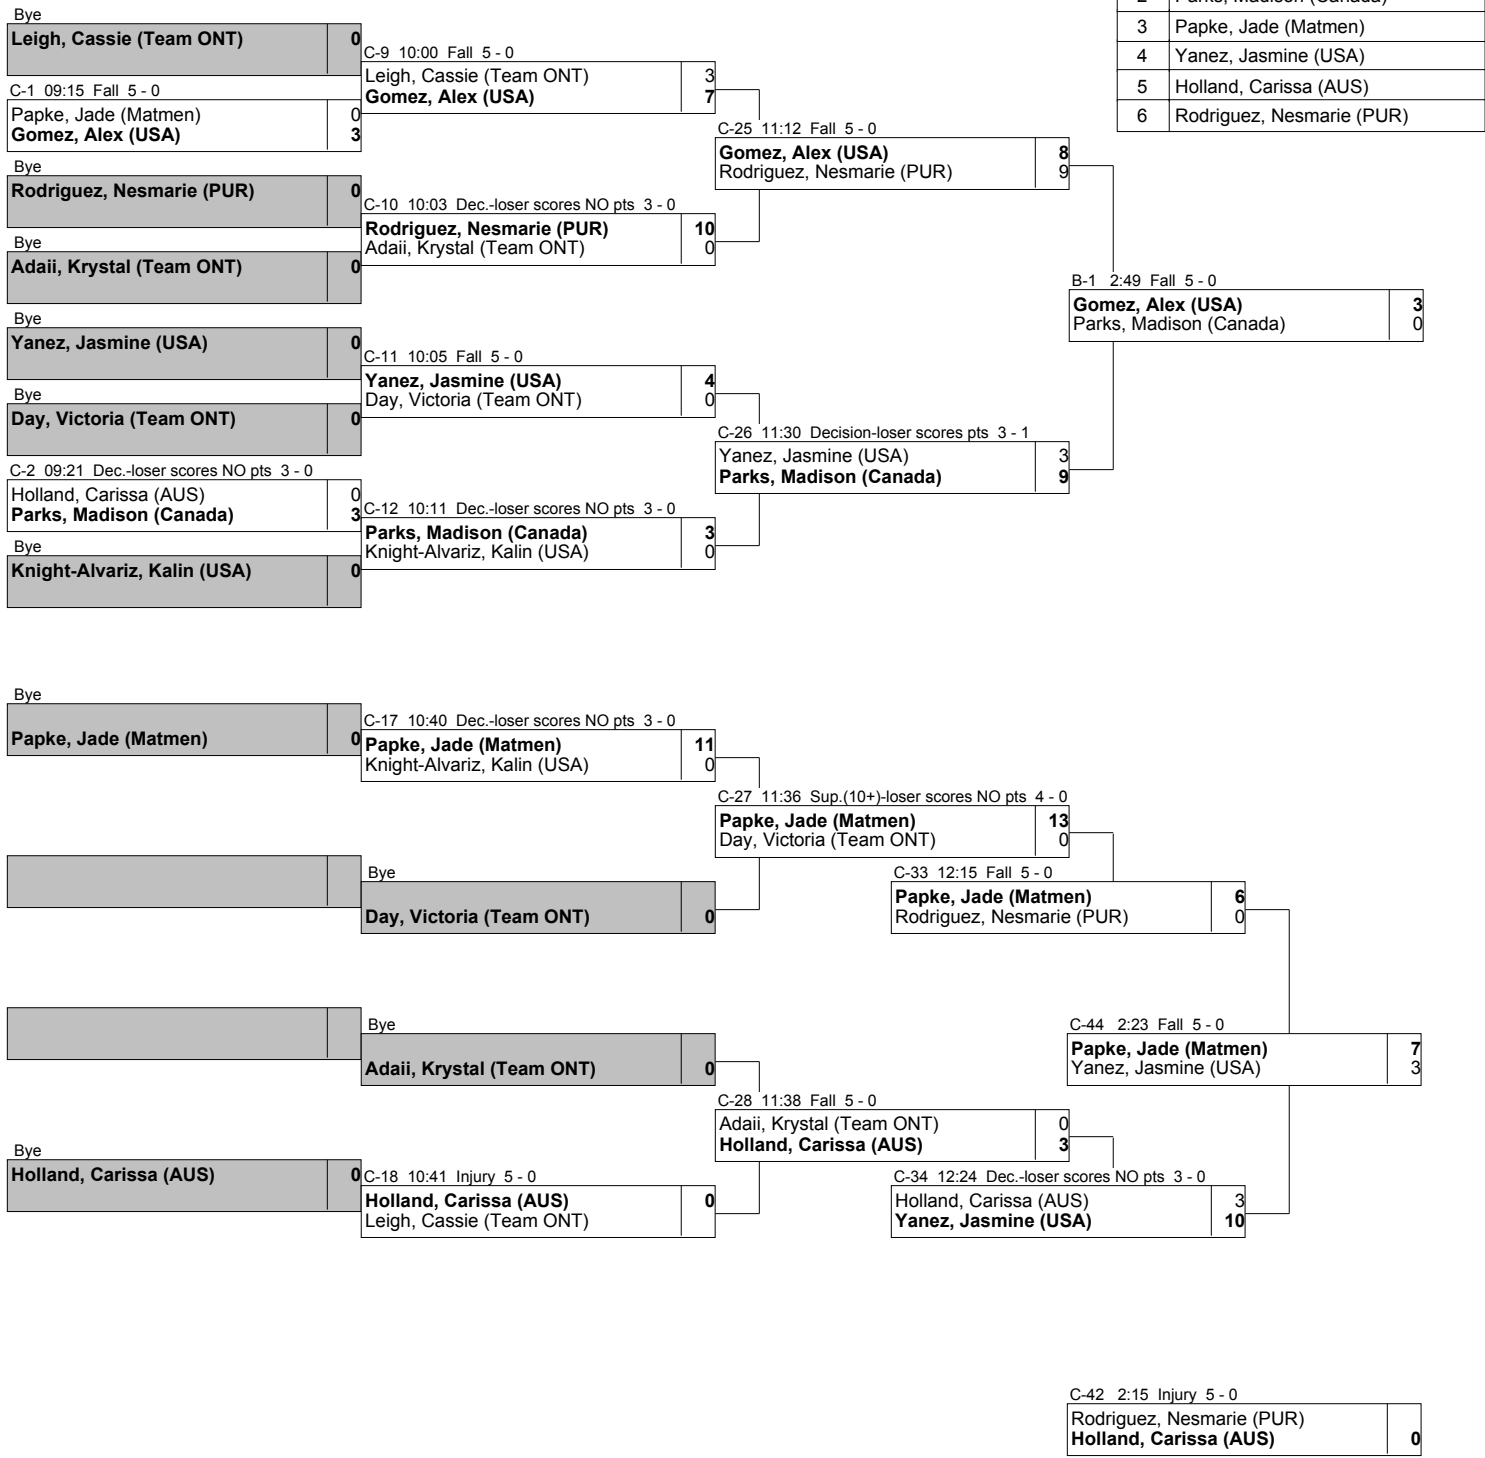 2 Parks, Madison (Canada)
3 Papke, Jade (Matmen)
4 Yanez, Jasmine (USA)
5 Holland, Carissa (AUS)
6 Rodriguez, Nesmarie (PUR)
Bye
Leigh, Cassie (Team ONT) 0
C-1 09:15 Fall 5 - 0
Papke, Jade (Matmen) 0
Gomez, Alex (USA) 3
Bye
Rodriguez, Nesmarie (PUR) 0
Bye
Adaii, Krystal (Team ONT) 0
Bye
Yanez, Jasmine (USA) 0
Bye
Day, Victoria (Team ONT) 0
C-2 09:21 Dec.-loser scores NO pts 3 - 0
Holland, Carissa (AUS) 0
Parks, Madison (Canada) 3
Bye
Knight-Alvariz, Kalin (USA) 0
C-9 10:00 Fall 5 - 0
Leigh, Cassie (Team ONT) 3
Gomez, Alex (USA) 7
C-10 10:03 Dec.-loser scores NO pts 3 - 0
Rodriguez, Nesmarie (PUR) 10
Adaii, Krystal (Team ONT) 0
C-11 10:05 Fall 5 - 0
Yanez, Jasmine (USA) 4
Day, Victoria (Team ONT) 0
C-12 10:11 Dec.-loser scores NO pts 3 - 0
Parks, Madison (Canada) 3
Knight-Alvariz, Kalin (USA) 0
C-25 11:12 Fall 5 - 0
Gomez, Alex (USA) 8
Rodriguez, Nesmarie (PUR) 9
C-26 11:30 Decision-loser scores pts 3 - 1
Yanez, Jasmine (USA) 3
Parks, Madison (Canada) 9
B-1 2:49 Fall 5 - 0
Gomez, Alex (USA) 3
Parks, Madison (Canada) 0
Bye
Papke, Jade (Matmen) 0
Bye
Holland, Carissa (AUS) 0
C-17 10:40 Dec.-loser scores NO pts 3 - 0
Papke, Jade (Matmen) 11
Knight-Alvariz, Kalin (USA) 0
Bye
Day, Victoria (Team ONT) 0
Bye
Adaii, Krystal (Team ONT) 0
C-18 10:41 Injury 5 - 0
Holland, Carissa (AUS) 0
Leigh, Cassie (Team ONT)
C-27 11:36 Sup.(10+)-loser scores NO pts 4 - 0
Papke, Jade (Matmen) 13
Day, Victoria (Team ONT) 0
C-28 11:38 Fall 5 - 0
Adaii, Krystal (Team ONT) 0
Holland, Carissa (AUS) 3
C-33 12:15 Fall 5 - 0
Papke, Jade (Matmen) 6
Rodriguez, Nesmarie (PUR) 0
C-34 12:24 Dec.-loser scores NO pts 3 - 0
Holland, Carissa (AUS) 3
Yanez, Jasmine (USA) 10
C-44 2:23 Fall 5 - 0
Papke, Jade (Matmen) 7
Yanez, Jasmine (USA) 3
C-42 2:15 Injury 5 - 0
Rodriguez, Nesmarie (PUR)
Holland, Carissa (AUS) 0